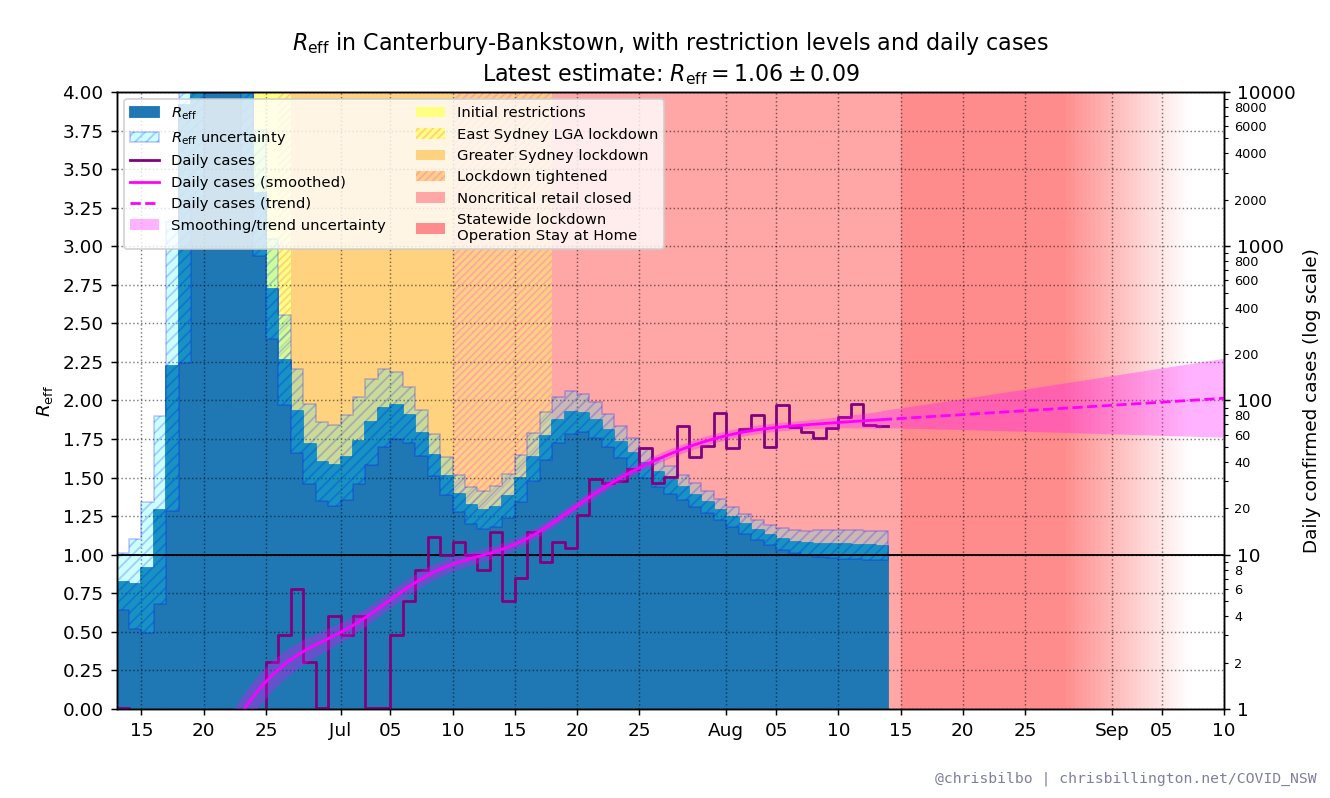 R_eff in Canterbury-Bankstown, with restriction levels and daily cases
Latest estimate: R_eff = 1.06 ± 0.09
4.00
3.75
3.50
3.25
3.00
2.75
2.50
2.25
2.00
1.75
1.50
1.25
1.00
0.75
0.50
0.25
0.00
R_eff
R_eff
R_eff uncertainty
Daily cases
Daily cases (smoothed)
Daily cases (trend)
Smoothing/trend uncertainty
Initial restrictions
East Sydney LGA lockdown
Greater Sydney lockdown
Lockdown tightened
Noncritical retail closed
Statewide lockdown
Operation Stay at Home
10000
8000
6000
4000
2000
1000
800
600
400
200
100
80
60
40
20
10
8
6
4
2
1
Daily confirmed cases (log scale)
15 20 25 Jul 05 10 15 20 25 Aug 05 10 15 20 25 Sep 05 10
@chrisbilbo | chrisbillington.net/COVID_NSW